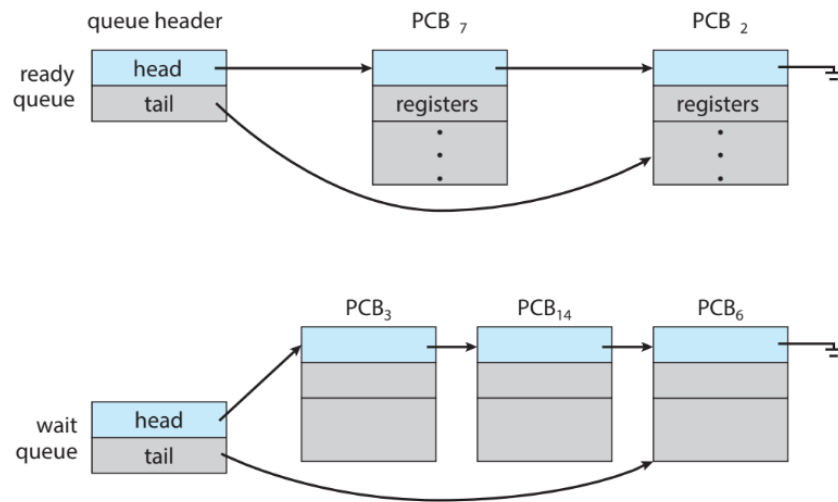 queue header PCB 7 PCB 2
ready queue
head
tail
registers
registers
PCB3 PCB14 PCB6
wait queue
head
tail